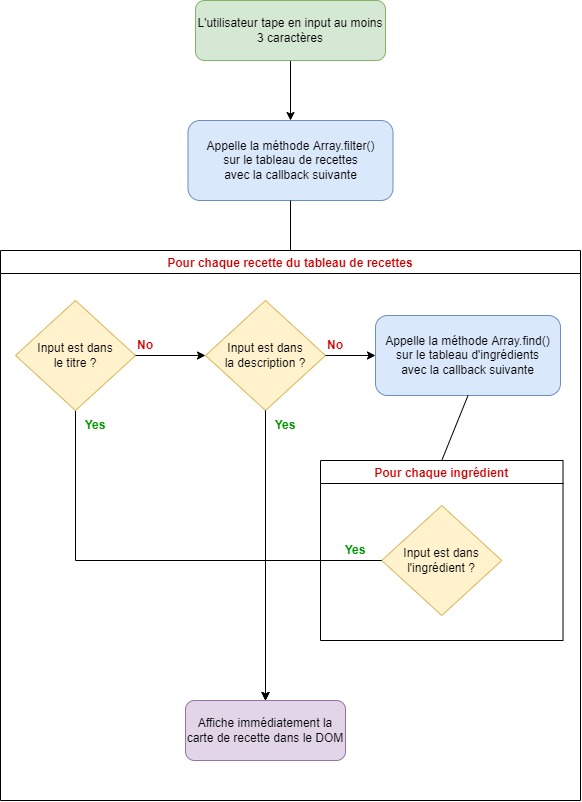 L'utilisateur tape en input au moins
3 caractères
Appelle la méthode Array.filter()
sur le tableau de recettes
avec la callback suivante
Pour chaque recette du tableau de recettes
Input est dans
le titre ?
No
Input est dans
la description ?
No
Appelle la méthode Array.find()
sur le tableau d'ingrédients
avec la callback suivante
Yes
Yes
Pour chaque ingrédient
Yes
Input est dans
l'ingrédient ?
Affiche immédiatement la
carte de recette dans le DOM